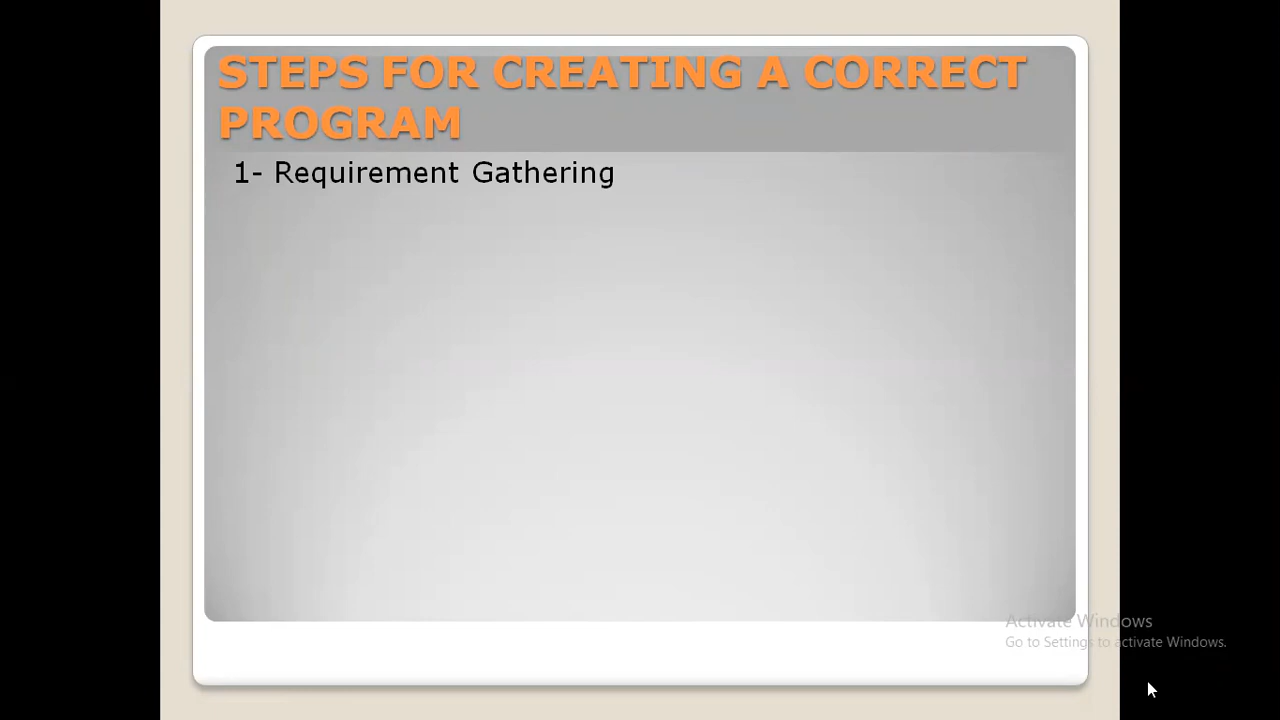 STEPS FOR CREATING A CORRECT
PROGRAM
1- Requirement Gathering
Activate Windows
Go to Settings to activate Windows.